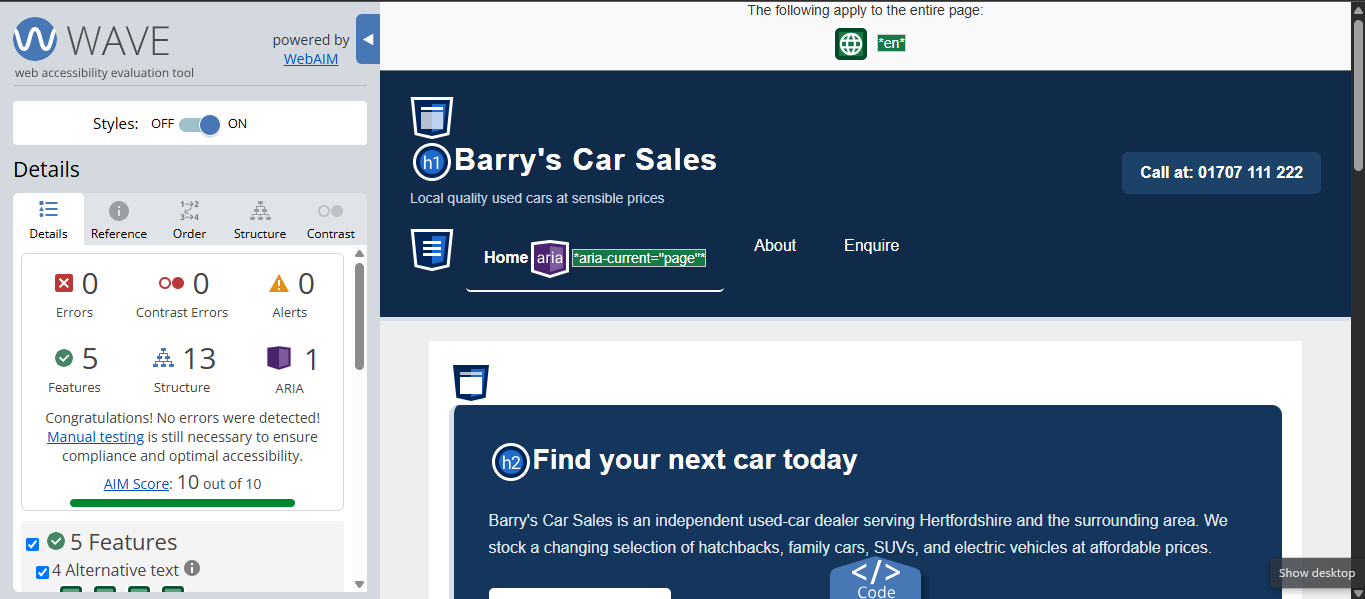 WAVE
web accessibility evaluation tool
powered by
WebAIM
Styles: OFF ON
Details
Details Reference Order Structure Contrast
0 0 0
Errors Contrast Errors Alerts
5 13 1
Features Structure ARIA
Congratulations! No errors were detected!
Manual testing is still necessary to ensure
compliance and optimal accessibility.
AIM Score: 10 out of 10
5 Features
4 Alternative text
The following apply to the entire page:
*en*
h1 Barry's Car Sales
Local quality used cars at sensible prices
Call at: 01707 111 222
Home aria *aria-current="page"* About Enquire
h2 Find your next car today
Barry's Car Sales is an independent used-car dealer serving Hertfordshire and the surrounding area. We
stock a changing selection of hatchbacks, family cars, SUVs, and electric vehicles at affordable prices.
</>
Code
Show desktop